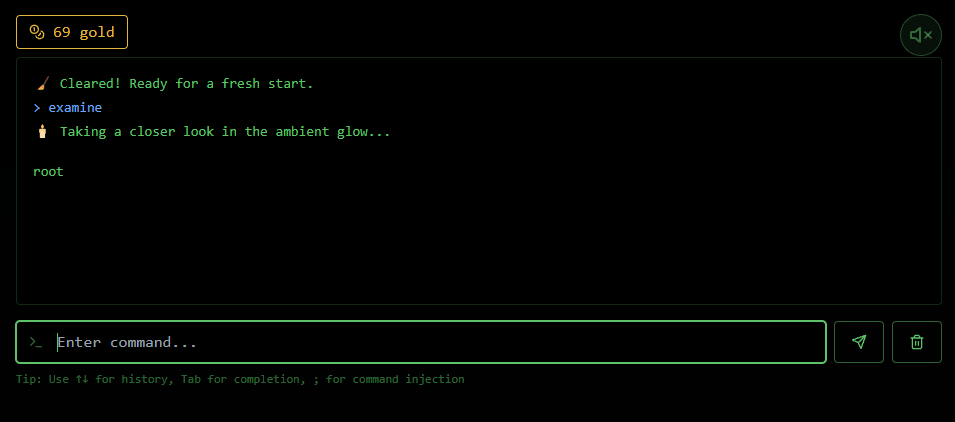 69 gold
Cleared! Ready for a fresh start.
> examine
Taking a closer look in the ambient glow...
root
>_ Enter command...
Tip: Use ↑↓ for history, Tab for completion, ; for command injection